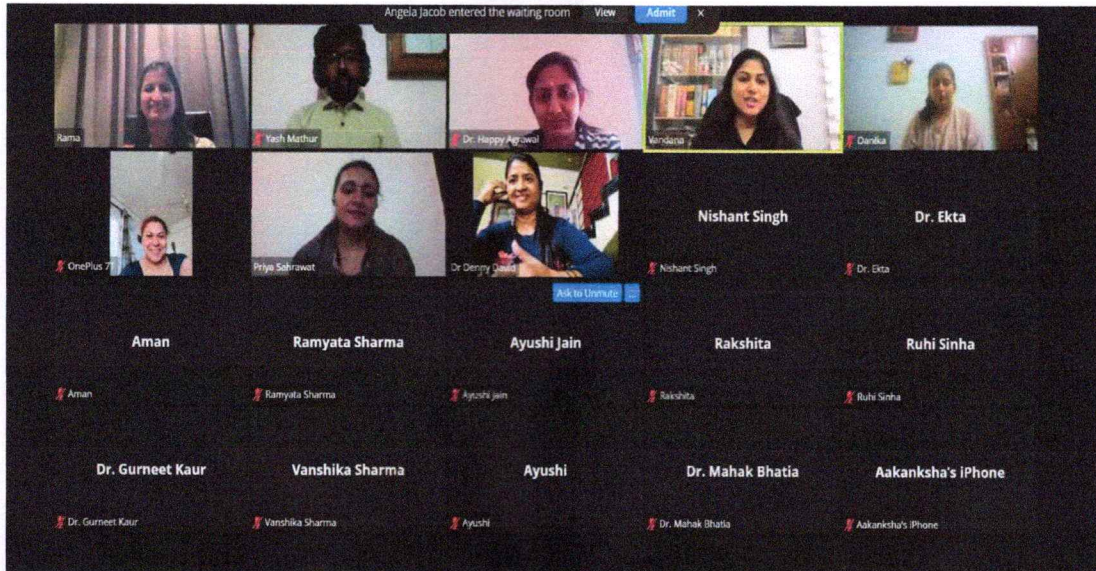 Angela Jacob entered the waiting room View Admit ×
Rama
Yash Mathur
Dr. Happy Agrawal
Vandana
Danika
OnePlus 7T
Priya Sahrawat
Dr Denny David
Ask to Unmute ...
Nishant Singh
Nishant Singh
Dr. Ekta
Dr. Ekta
Aman
Aman
Ramyata Sharma
Ramyata Sharma
Ayushi Jain
Ayushi jain
Rakshita
Rakshita
Ruhi Sinha
Ruhi Sinha
Dr. Gurneet Kaur
Dr. Gurneet Kaur
Vanshika Sharma
Vanshika Sharma
Ayushi
Ayushi
Dr. Mahak Bhatia
Dr. Mahak Bhatia
Aakanksha's iPhone
Aakanksha's iPhone